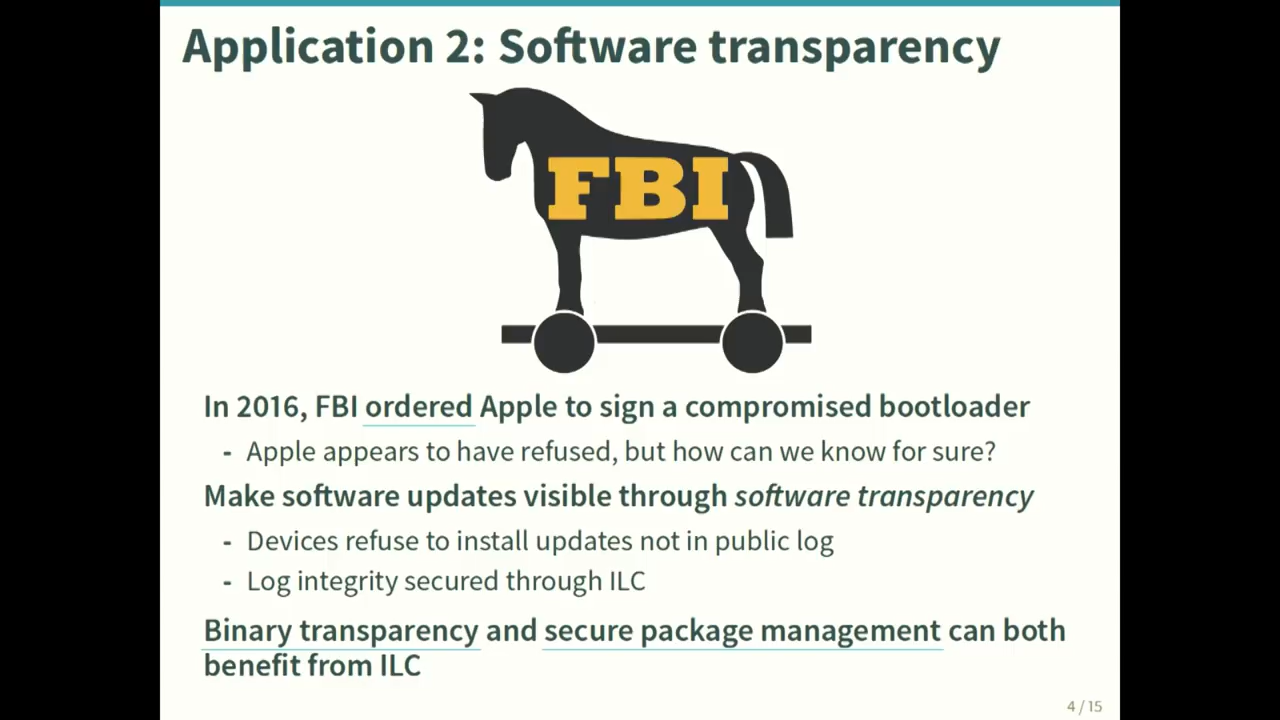 Application 2: Software transparency
FBI
In 2016, FBI ordered Apple to sign a compromised bootloader
- Apple appears to have refused, but how can we know for sure?
Make software updates visible through software transparency
- Devices refuse to install updates not in public log
- Log integrity secured through ILC
Binary transparency and secure package management can both
benefit from ILC
4 / 15